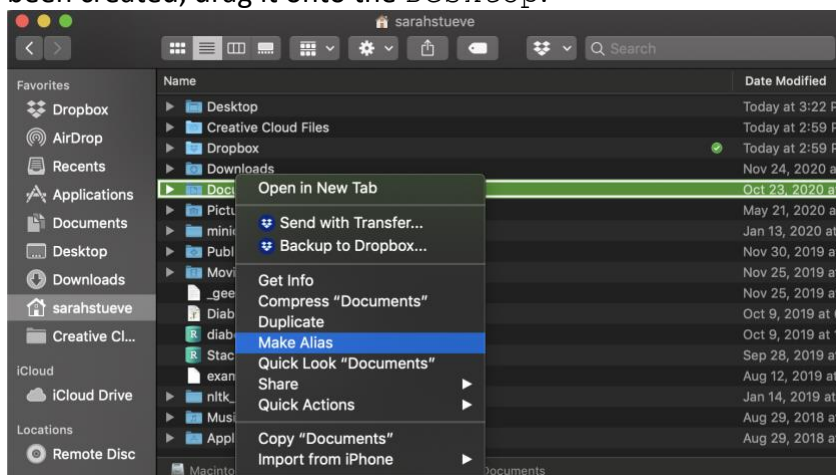 been created, drag it onto the Desktop.
sarahstueve
Search
Favorites
Dropbox
AirDrop
Recents
Applications
Documents
Desktop
Downloads
sarahstueve
Creative Cl...
iCloud
iCloud Drive
Locations
Remote Disc
Name Date Modified
Desktop Today at 3:22 P
Creative Cloud Files Today at 2:59 P
Dropbox Today at 2:59 P
Downloads Nov 24, 2020 a
Docu Oct 23, 2020 a
Pictu May 21, 2020 a
mini Jan 13, 2020 at
Publ Nov 30, 2019 a
Movi Nov 25, 2019 a
_gee Nov 25, 2019 a
Diab Oct 9, 2019 at
diab Oct 9, 2019 at
Stac Sep 28, 2019 a
exan Aug 12, 2019 at
nltk_ Jan 14, 2019 at
Musi Aug 29, 2018 a
Appl Aug 29, 2018 a
Open in New Tab
Send with Transfer...
Backup to Dropbox...
Get Info
Compress “Documents”
Duplicate
Make Alias
Quick Look “Documents”
Share
Quick Actions
Copy “Documents”
Import from iPhone
Macinto Documents